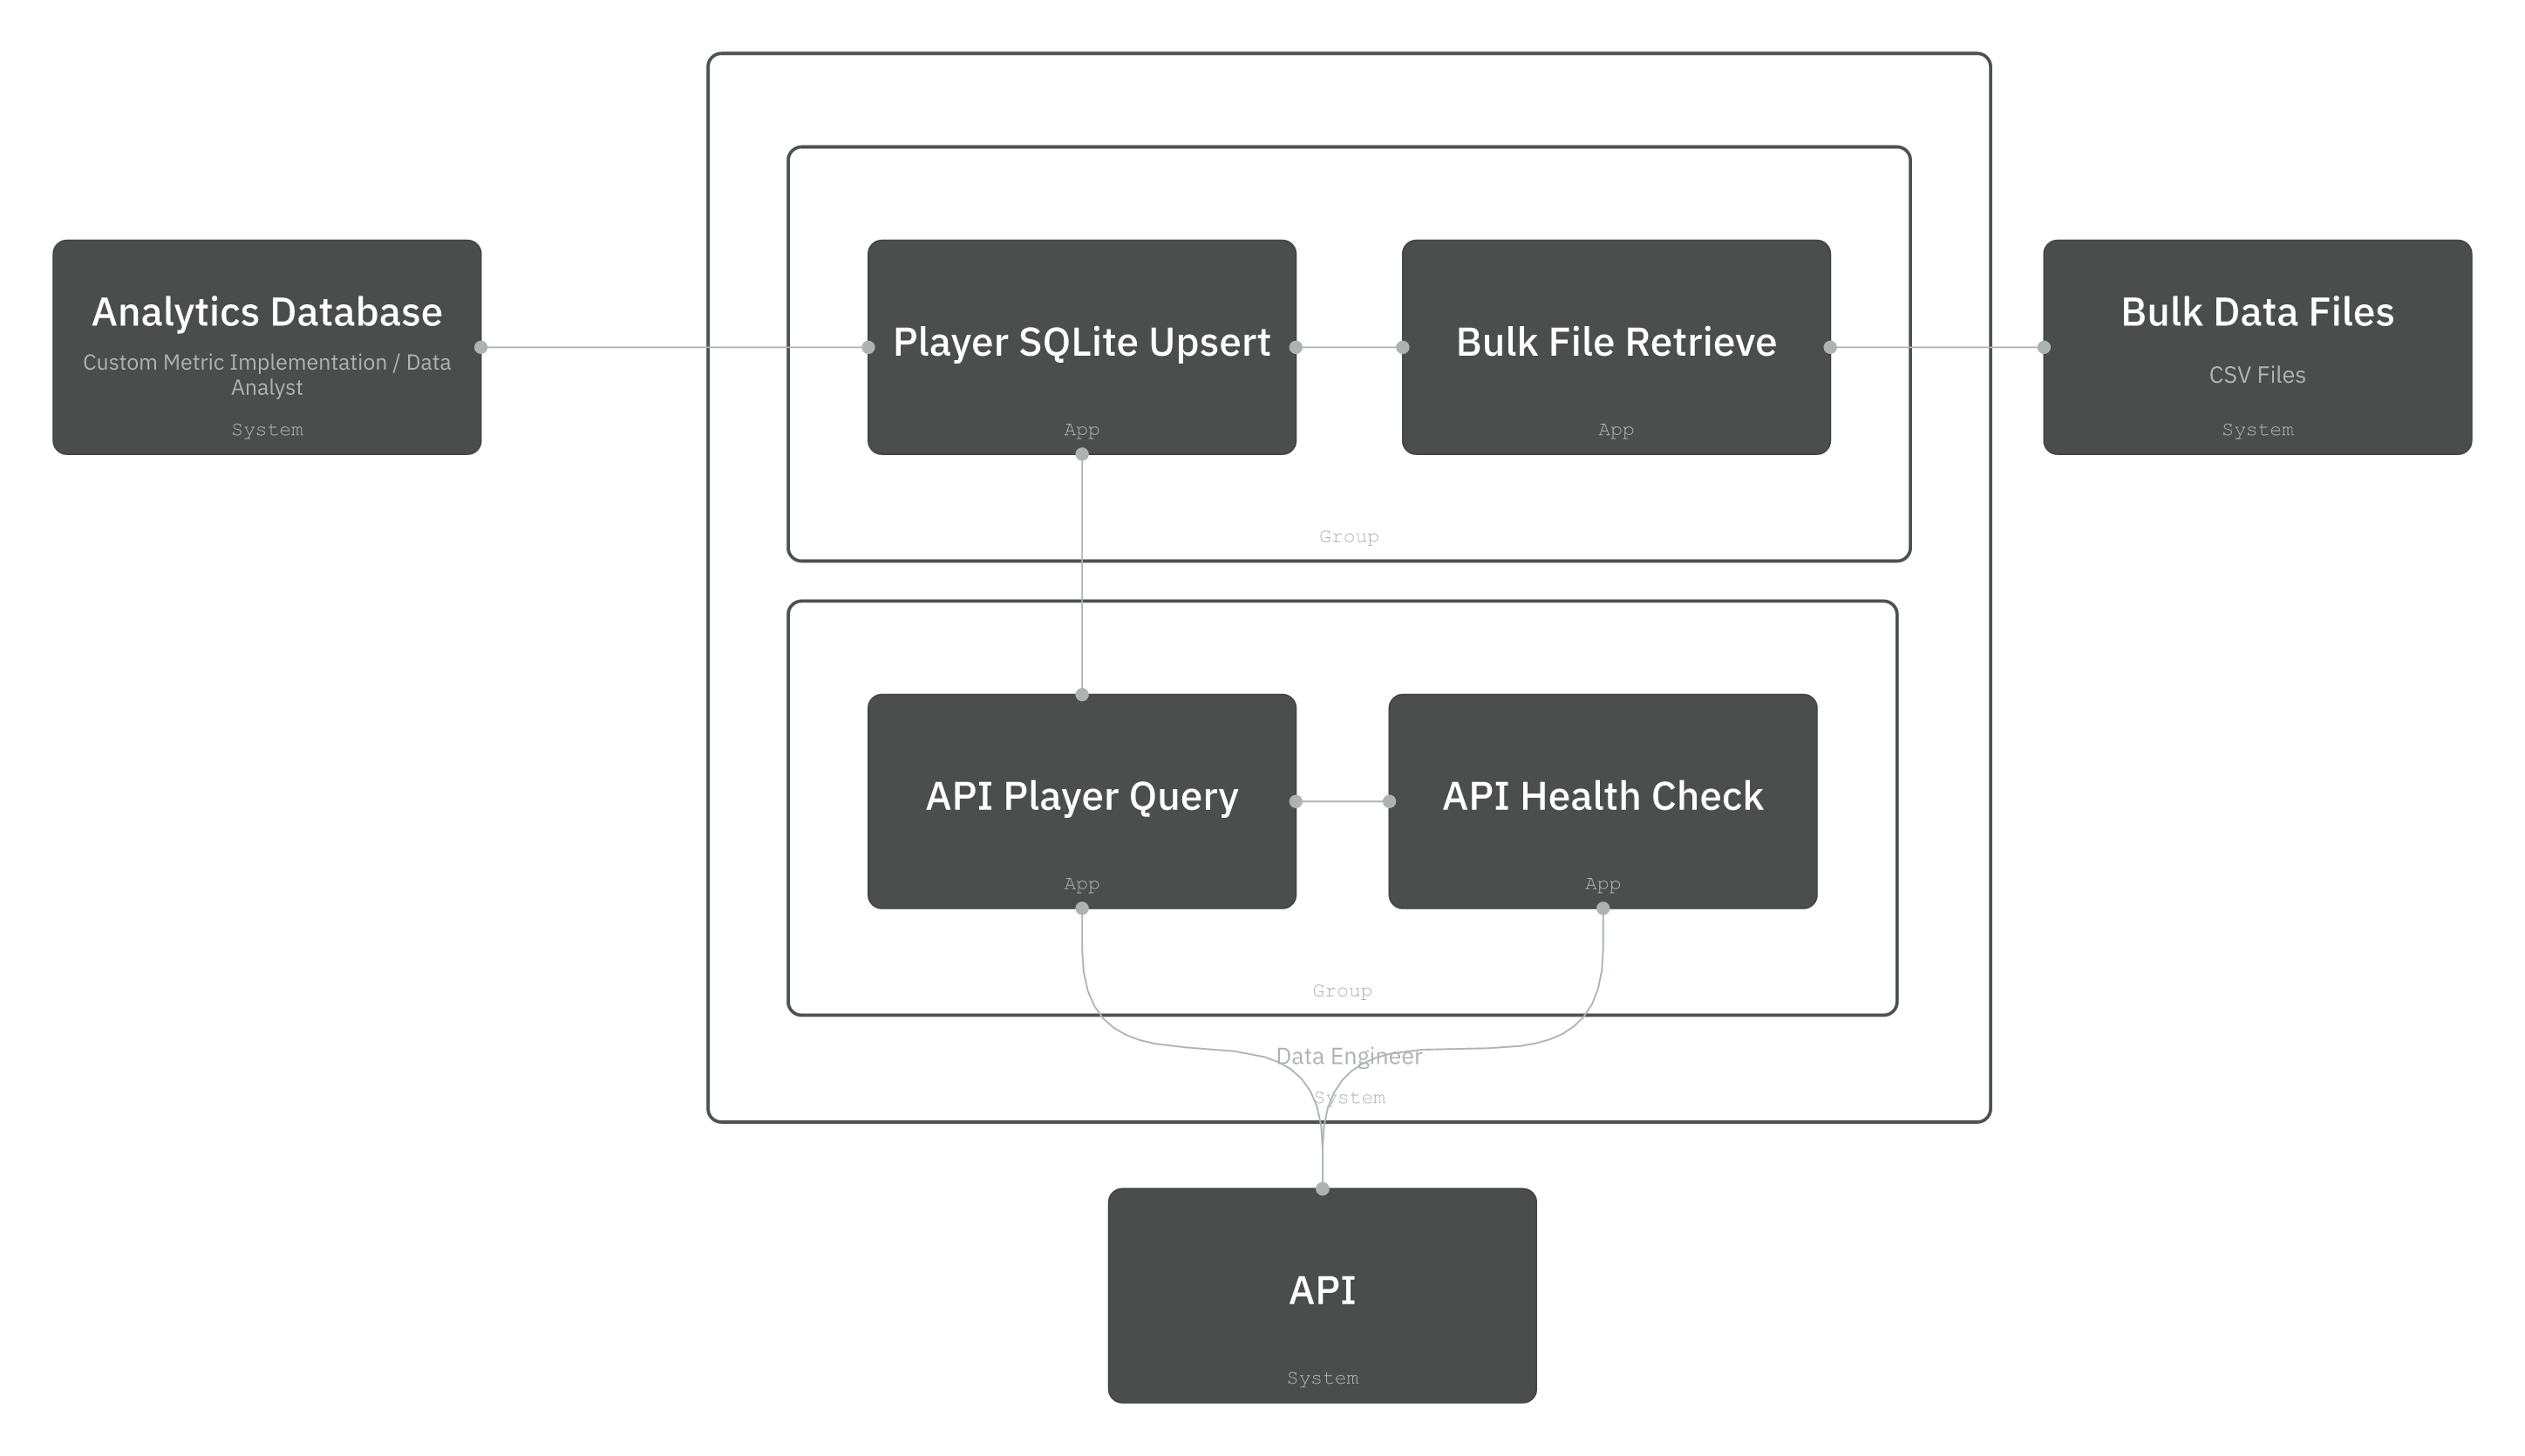 Analytics Database
Custom Metric Implementation / Data
Analyst
System
Player SQLite Upsert
App
Bulk File Retrieve
App
Bulk Data Files
CSV Files
System
Group
API Player Query
App
API Health Check
App
Group
Data Engineer
System
API
System